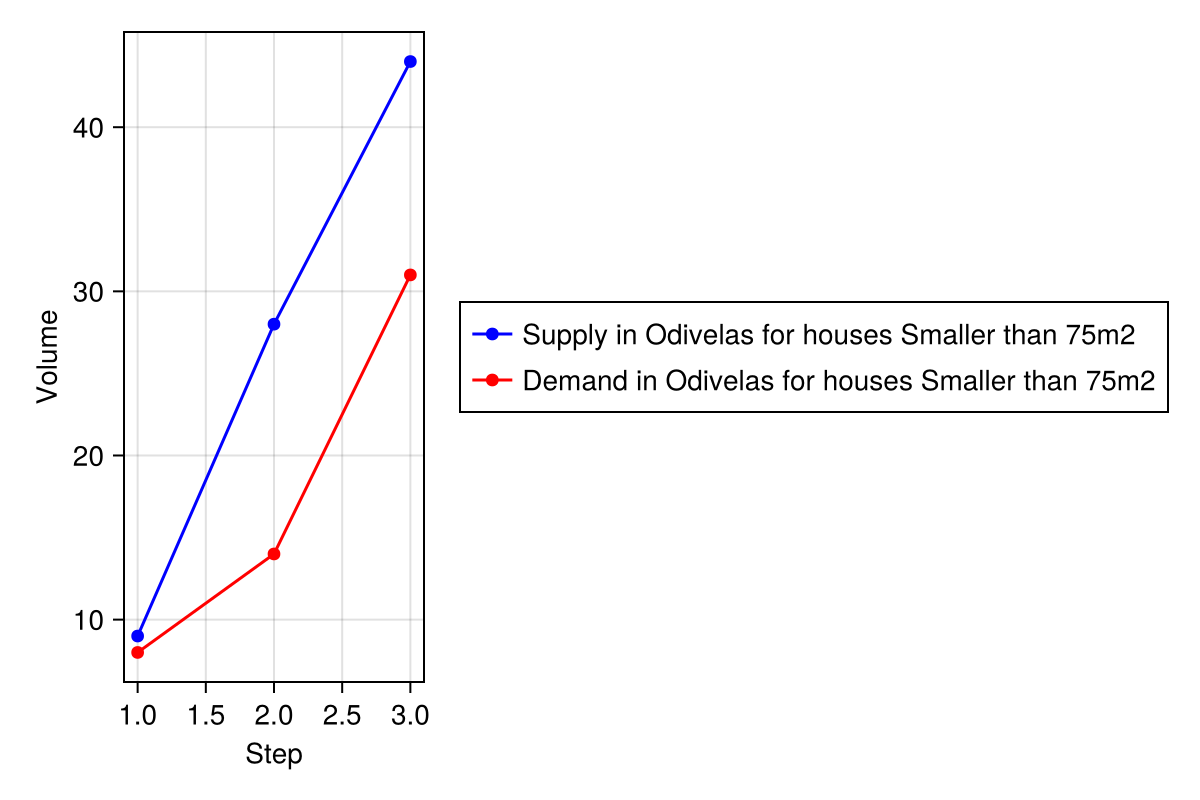 40
30
20
10
Volume
1.0 1.5 2.0 2.5 3.0
Step
Supply in Odivelas for houses Smaller than 75m2
Demand in Odivelas for houses Smaller than 75m2